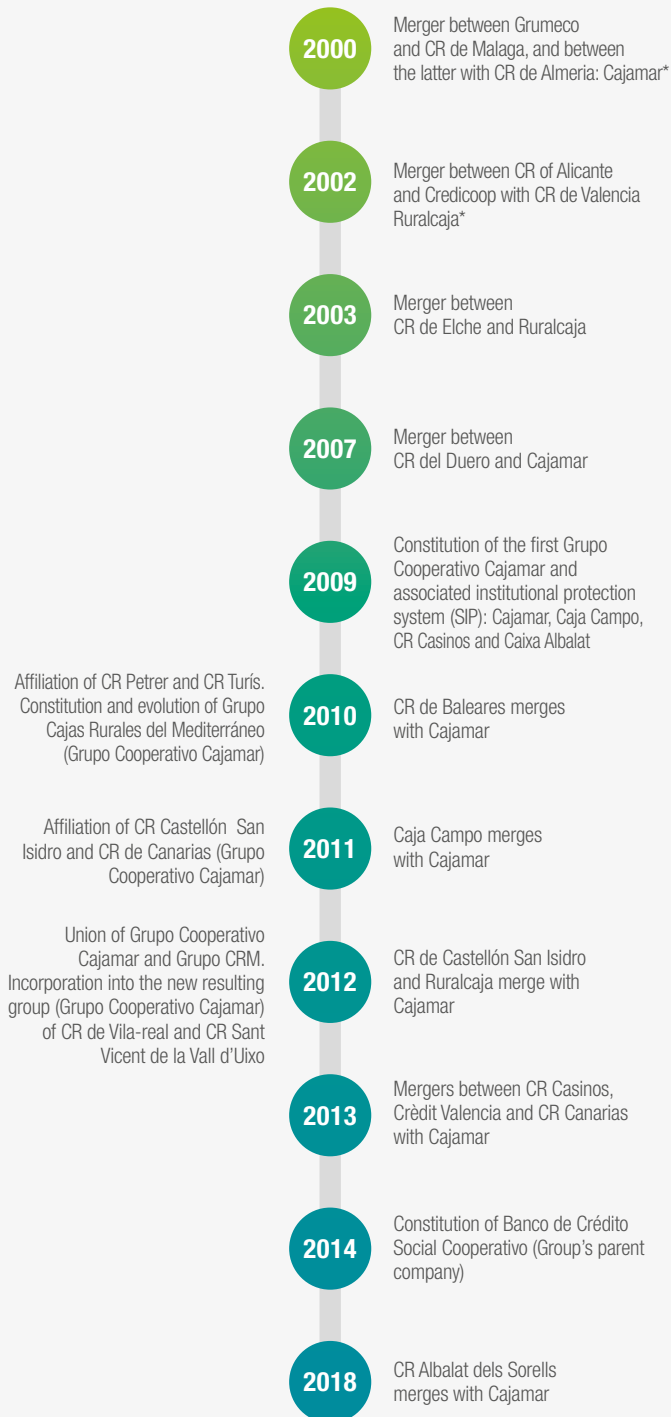 2000
Merger between Grumeco
and CR de Malaga, and between
the latter with CR de Almeria: Cajamar*
2002
Merger between CR of Alicante
and Credicoop with CR de Valencia
Ruralcaja*
2003
Merger between
CR de Elche and Ruralcaja
2007
Merger between
CR del Duero and Cajamar
2009
Constitution of the first Grupo
Cooperativo Cajamar and
associated institutional protection
system (SIP): Cajamar, Caja Campo,
CR Casinos and Caixa Albalat
Affiliation of CR Petrer and CR Turís.
Constitution and evolution of Grupo
Cajas Rurales del Mediterráneo
(Grupo Cooperativo Cajamar)
2010
CR de Baleares merges
with Cajamar
Affiliation of CR Castellón San
Isidro and CR de Canarias (Grupo
Cooperativo Cajamar)
2011
Caja Campo merges
with Cajamar
Union of Grupo Cooperativo
Cajamar and Grupo CRM.
Incorporation into the new resulting
group (Grupo Cooperativo Cajamar)
of CR de Vila-real and CR Sant
Vicent de la Vall d'Uixo
2012
CR de Castellón San Isidro
and Ruralcaja merge with
Cajamar
2013
Mergers between CR Casinos,
Crèdit Valencia and CR Canarias
with Cajamar
2014
Constitution of Banco de Crédito
Social Cooperativo (Group's parent
company)
2018
CR Albalat dels Sorells
merges with Cajamar